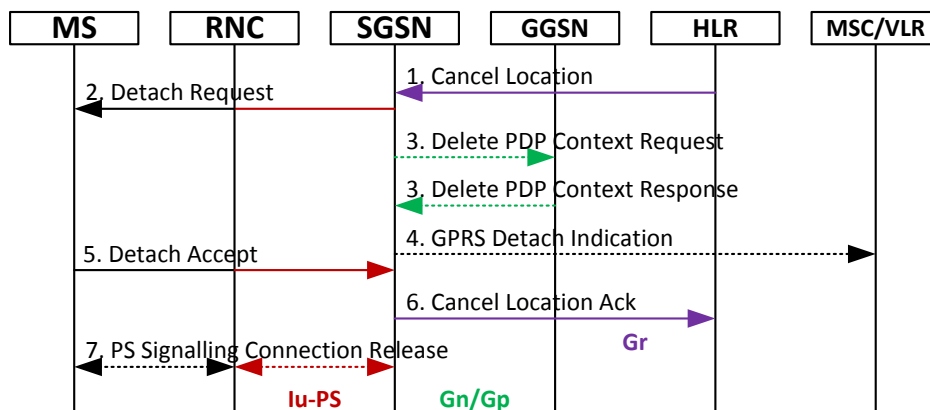 MS RNC SGSN GGSN HLR MSC/VLR
1. Cancel Location
2. Detach Request
3. Delete PDP Context Request
3. Delete PDP Context Response
4. GPRS Detach Indication
5. Detach Accept
6. Cancel Location Ack
Gr
7. PS Signalling Connection Release
Iu-PS Gn/Gp